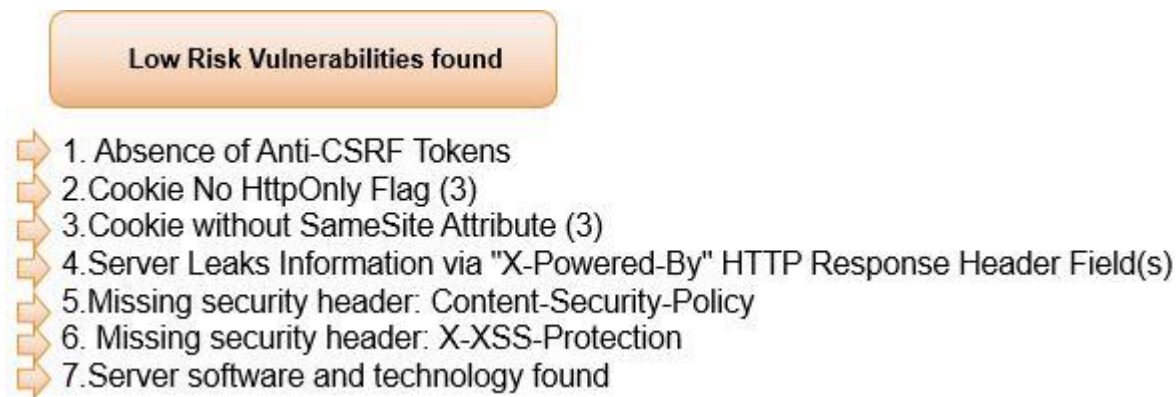 Low Risk Vulnerabilities found
1. Absence of Anti-CSRF Tokens
2.Cookie No HttpOnly Flag (3)
3.Cookie without SameSite Attribute (3)
4.Server Leaks Information via "X-Powered-By" HTTP Response Header Field(s)
5.Missing security header: Content-Security-Policy
6. Missing security header: X-XSS-Protection
7.Server software and technology found